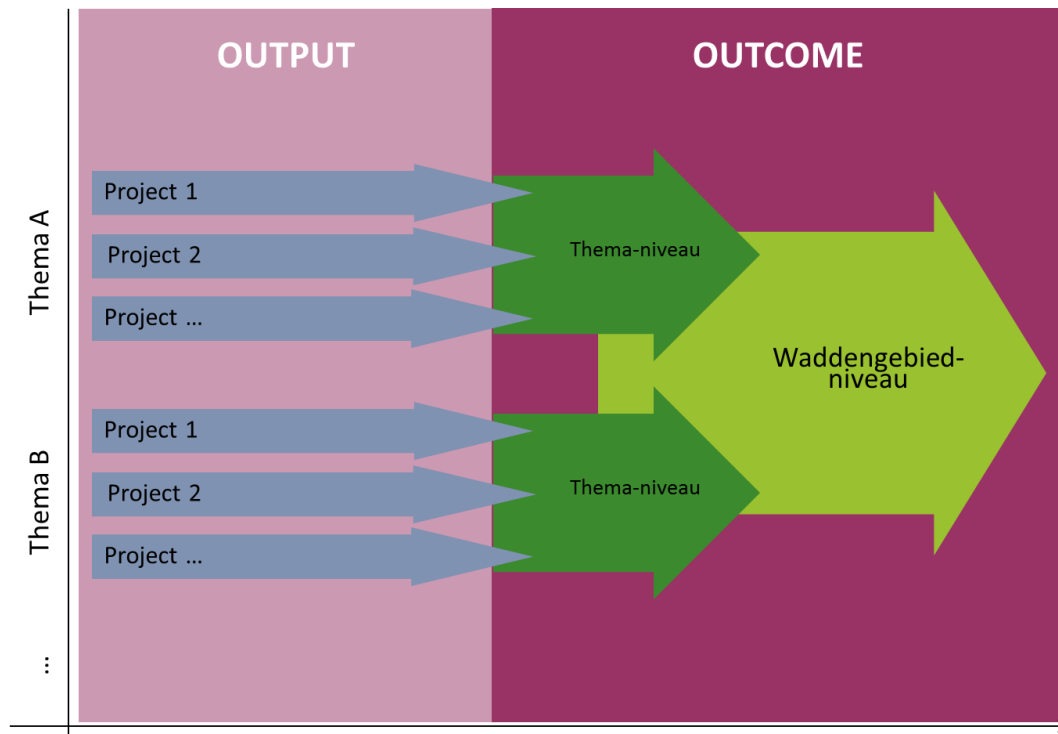 OUTPUT
OUTCOME
Thema A
Project 1
Project 2
Project ...
Thema-niveau
Waddengebied-
niveau
Thema B
Project 1
Project 2
Project ...
Thema-niveau
...